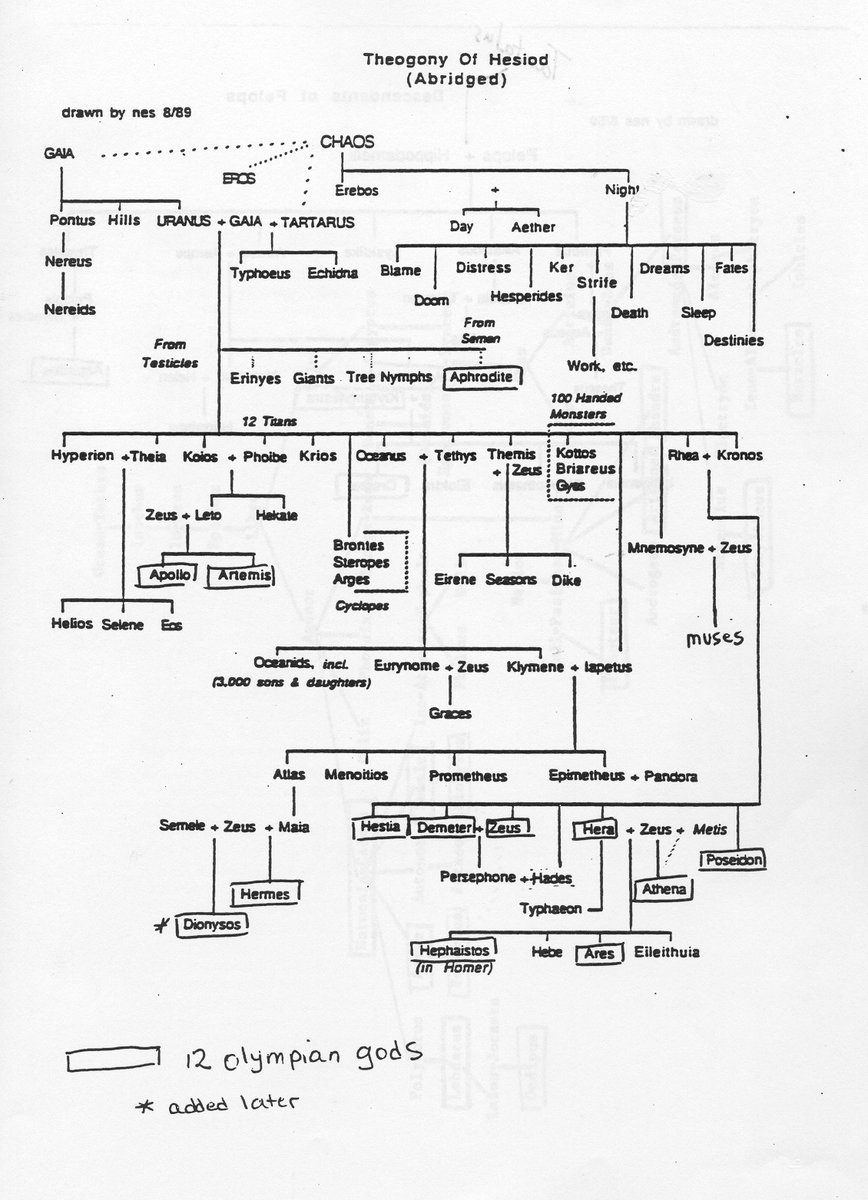 Theogony Of Hesiod
(Abridged)
drawn by nes 8/89
GAIA
CHAOS
EROS
Erebos + Night
Pontus Hills URANUS + GAIA + TARTARUS
Day Aether
Nereus
Typhoeus Echidna
Blame Distress Ker Strife Dreams Fates
Doom Hesperides Death Sleep
Destinies
Nereids
From
Testicles
From
Semen
Work, etc.
Erinyes Giants Tree Nymphs Aphrodite
100 Handed
Monsters
12 Titans
Hyperion + Theia Koios + Phoibe Krios Oceanus + Tethys Themis Kottos Rhea + Kronos
+ Zeus Briareus
Gyes
Zeus + Leto Hekate
Brontes
Steropes
Arges
Cyclopes
Mnemosyne + Zeus
Apollo Artemis
Eirene Seasons Dike
Helios Selene Eos
muses
Oceanids, incl. Eurynome + Zeus Klymene + Iapetus
(3,000 sons & daughters)
Graces
Atlas Menoitios Prometheus Epimetheus + Pandora
Semele + Zeus + Maia
Hestia Demeter + Zeus Hera + Zeus + Metis
Poseidon
Persephone + Hades
Athena
Hermes
Typhaeon
Dionysos
*
Hephaistos Hebe Ares Eileithuia
(in Homer)
12 olympian gods
* added later